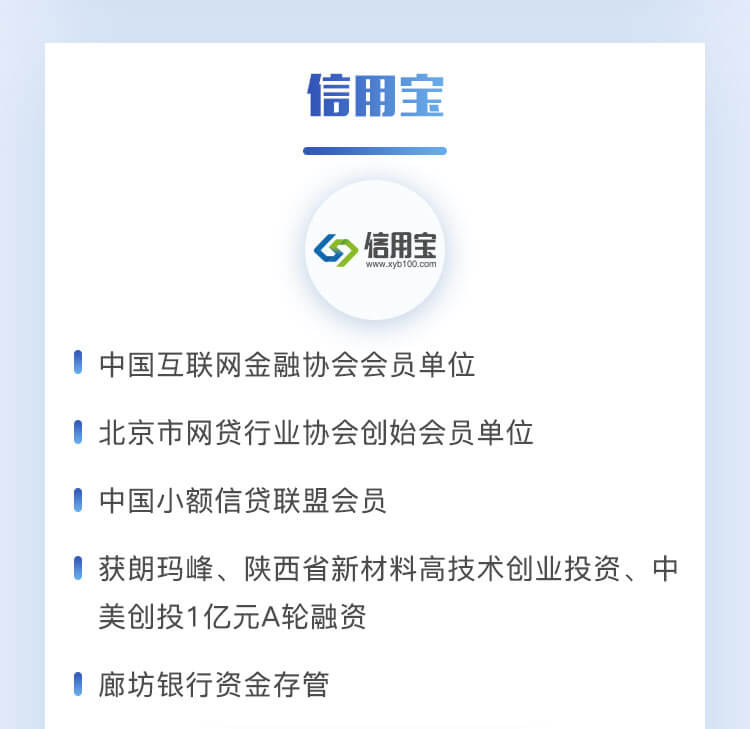 信用宝
信用宝
www.xyb100.com
中国互联网金融协会会员单位
北京市网贷行业协会创始会员单位
中国小额信贷联盟会员
获朗玛峰、陕西省新材料高技术创业投资、中
美创投1亿元A轮融资
廊坊银行资金存管